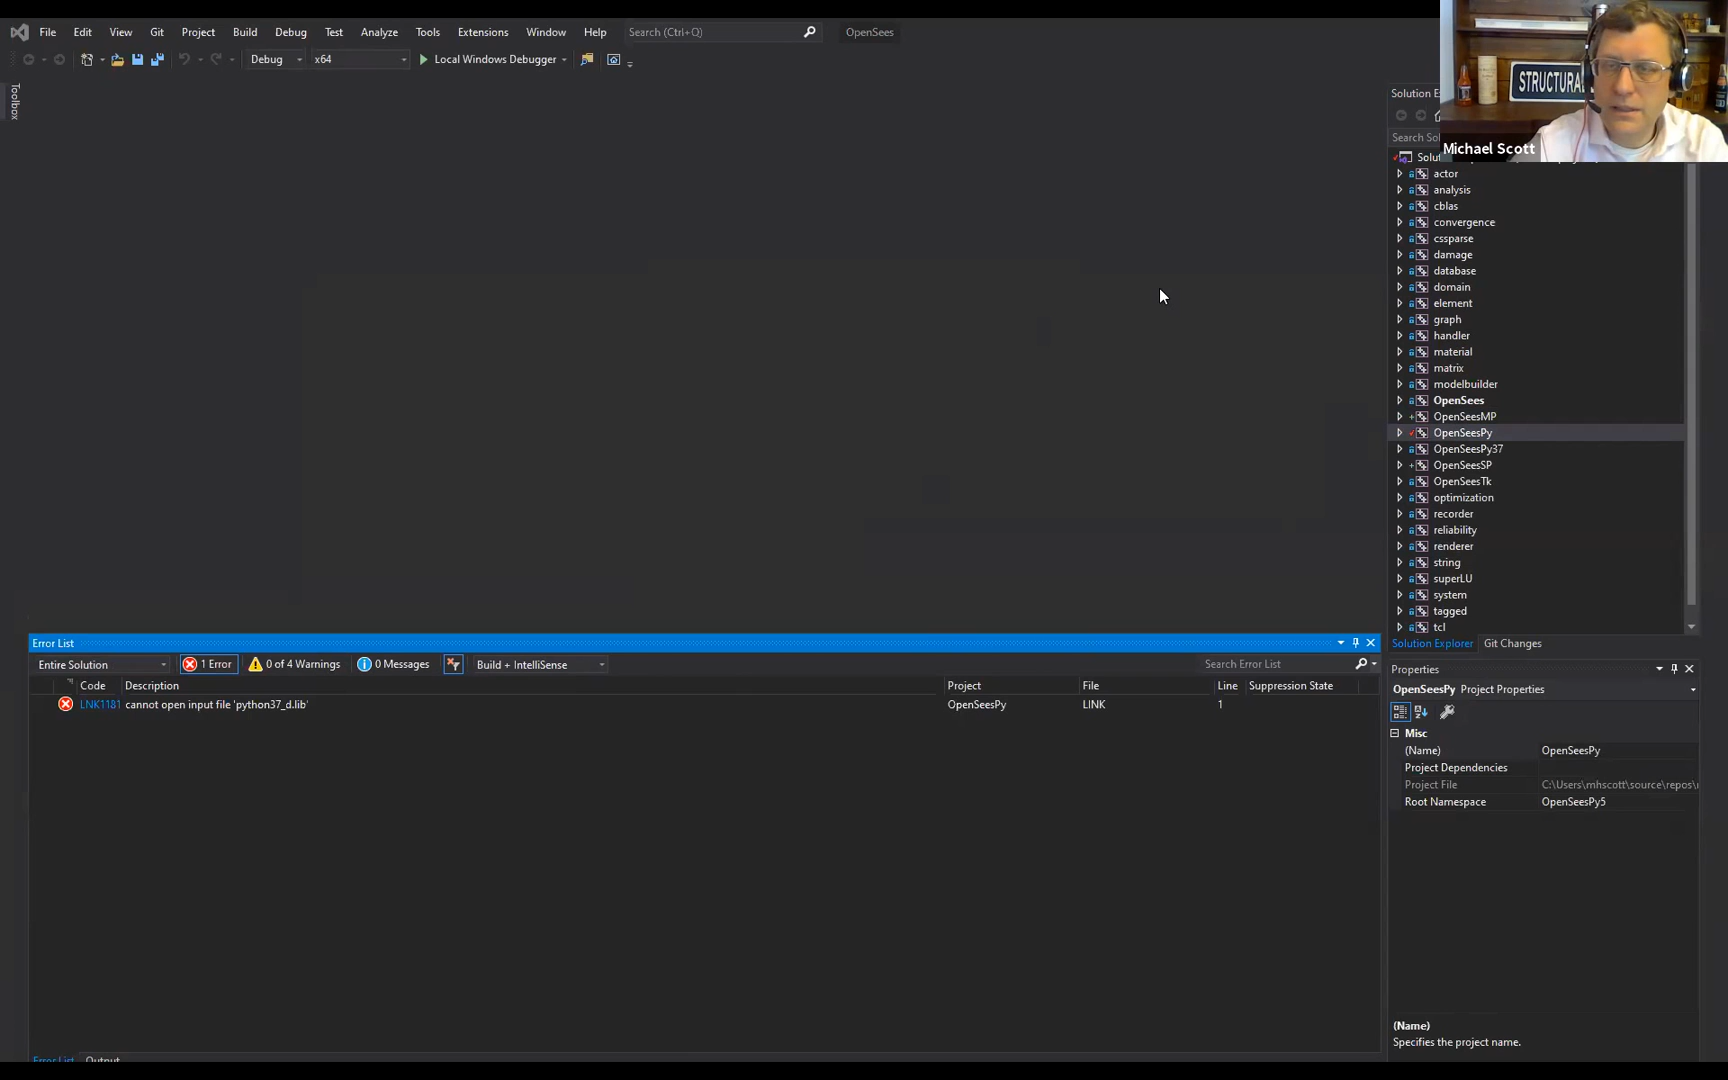 File Edit View Git Project Build Debug Test Analyze Tools Extensions Window Help Search (Ctrl+Q) OpenSees
Debug x64 Local Windows Debugger
Toolbox
STRUCTURAL
Michael Scott
actor
analysis
cblas
convergence
cssparse
damage
database
domain
element
graph
handler
material
matrix
modelbuilder
OpenSees
OpenSeesMP
OpenSeesPy
OpenSeesPy37
OpenSeesSP
OpenSeesTk
optimization
recorder
reliability
renderer
string
superLU
system
tagged
tcl
Solution Explorer Git Changes
Error List
Entire Solution 1 Error 0 of 4 Warnings 0 Messages Build + IntelliSense Search Error List
Code Description Project File Line Suppression State
LNK1181 cannot open input file 'python37_d.lib' OpenSeesPy LINK 1
Error List Output
Properties
OpenSeesPy Project Properties
Misc
(Name) OpenSeesPy
Project Dependencies
Project File C:\Users\mhscott\source\repos\
Root Namespace OpenSeesPy5
(Name)
Specifies the project name.